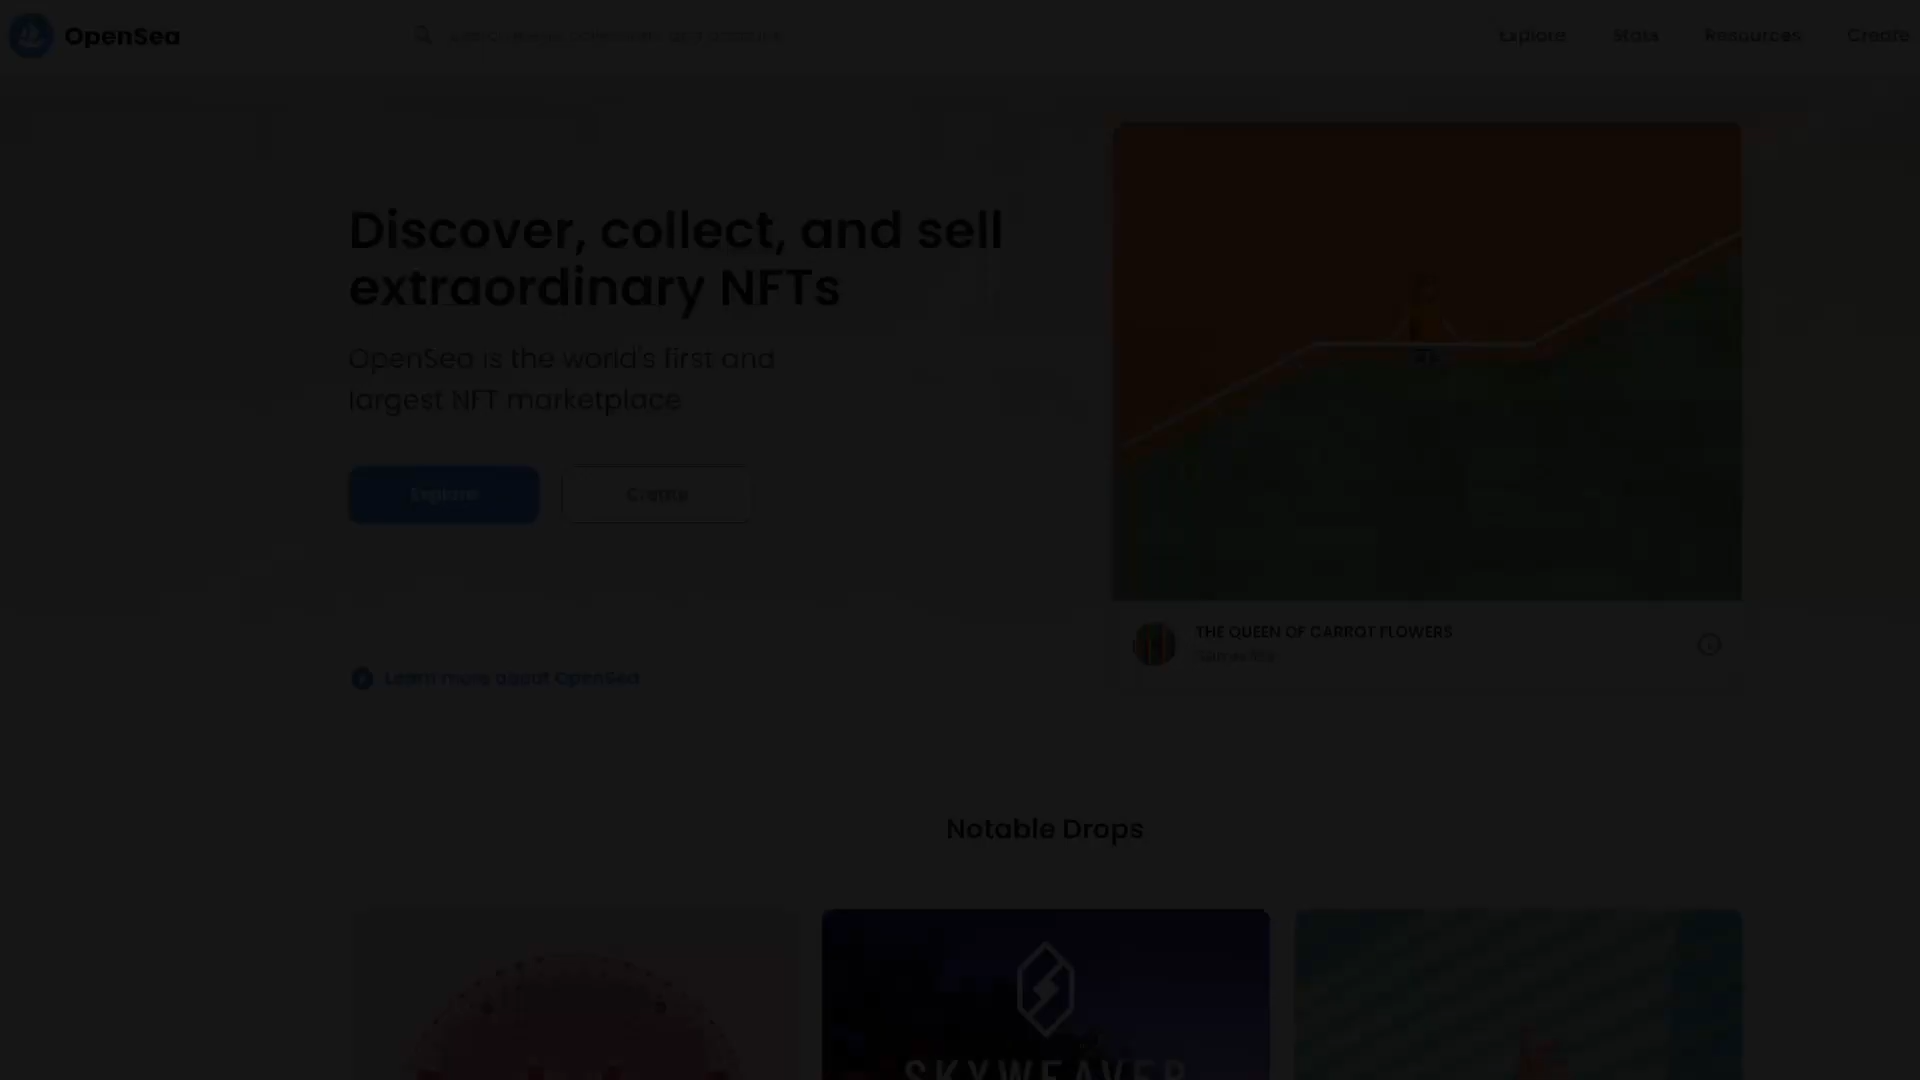 OpenSea
Explore
Stats
Resources
Create
Discover, collect, and sell
extraordinary NFTs
OpenSea is the world's first and
largest NFT marketplace
Explore
Create
THE QUEEN OF CARROT FLOWERS
Learn more about OpenSea
Notable Drops
SKYWEAVER